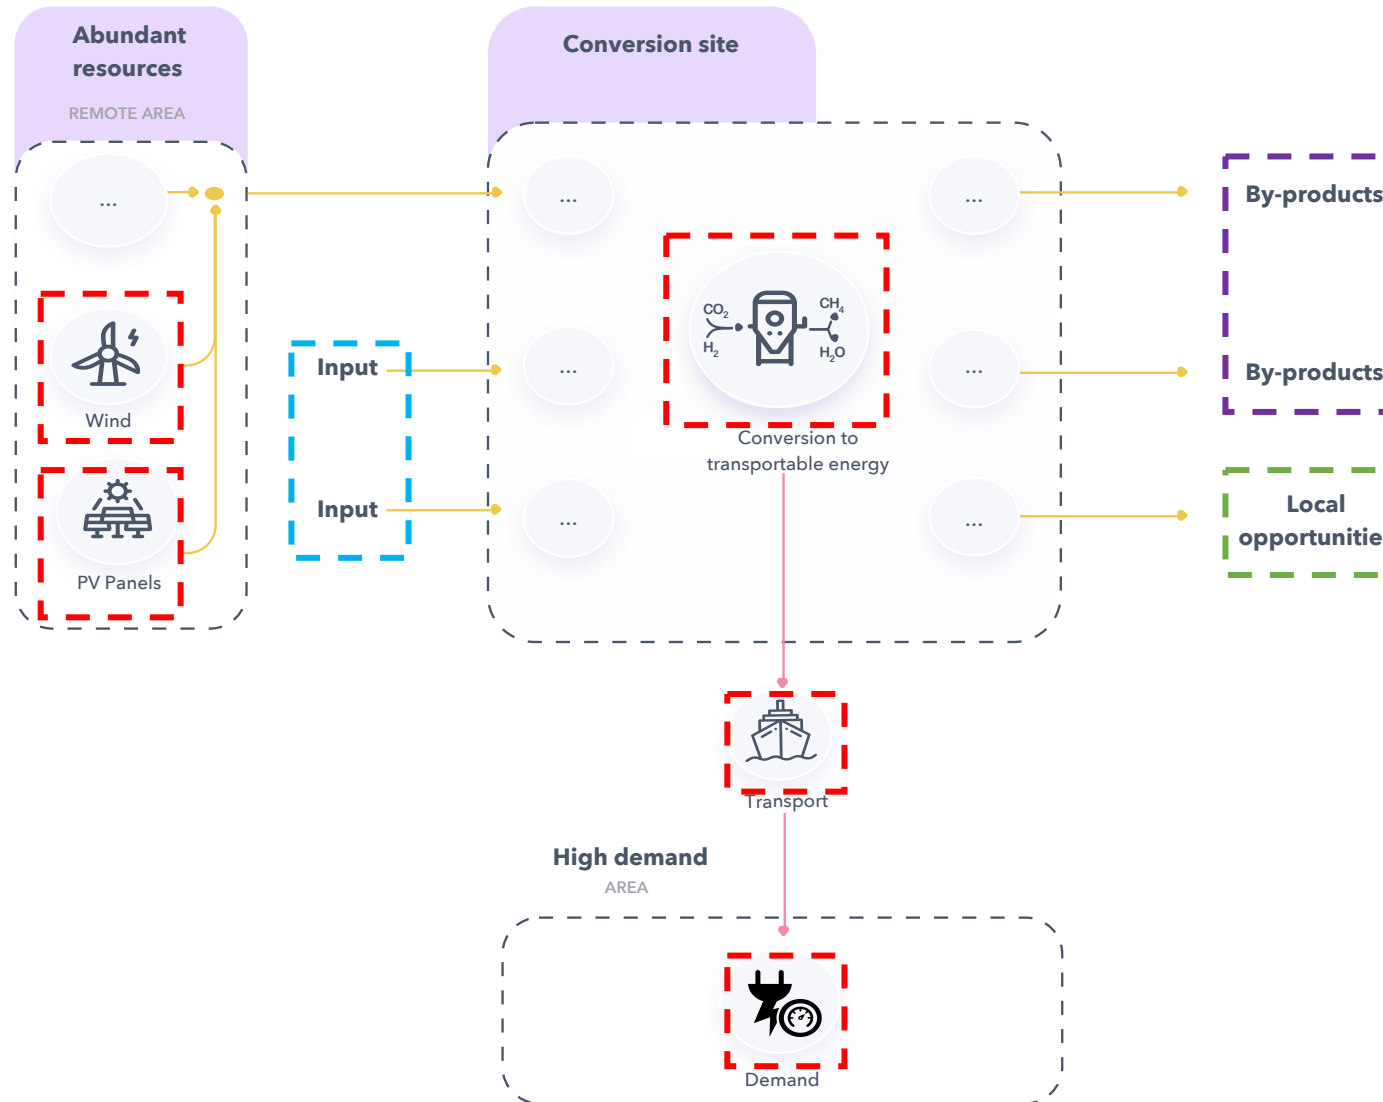 Abundant
resources
REMOTE AREA
...
Wind
PV Panels
Input
Input
Conversion site
...
...
...
CO2
H2
CH4
H2O
Conversion to
transportable energy
...
...
...
By-products
By-products
Local
opportunitie
Transport
High demand
AREA
Demand